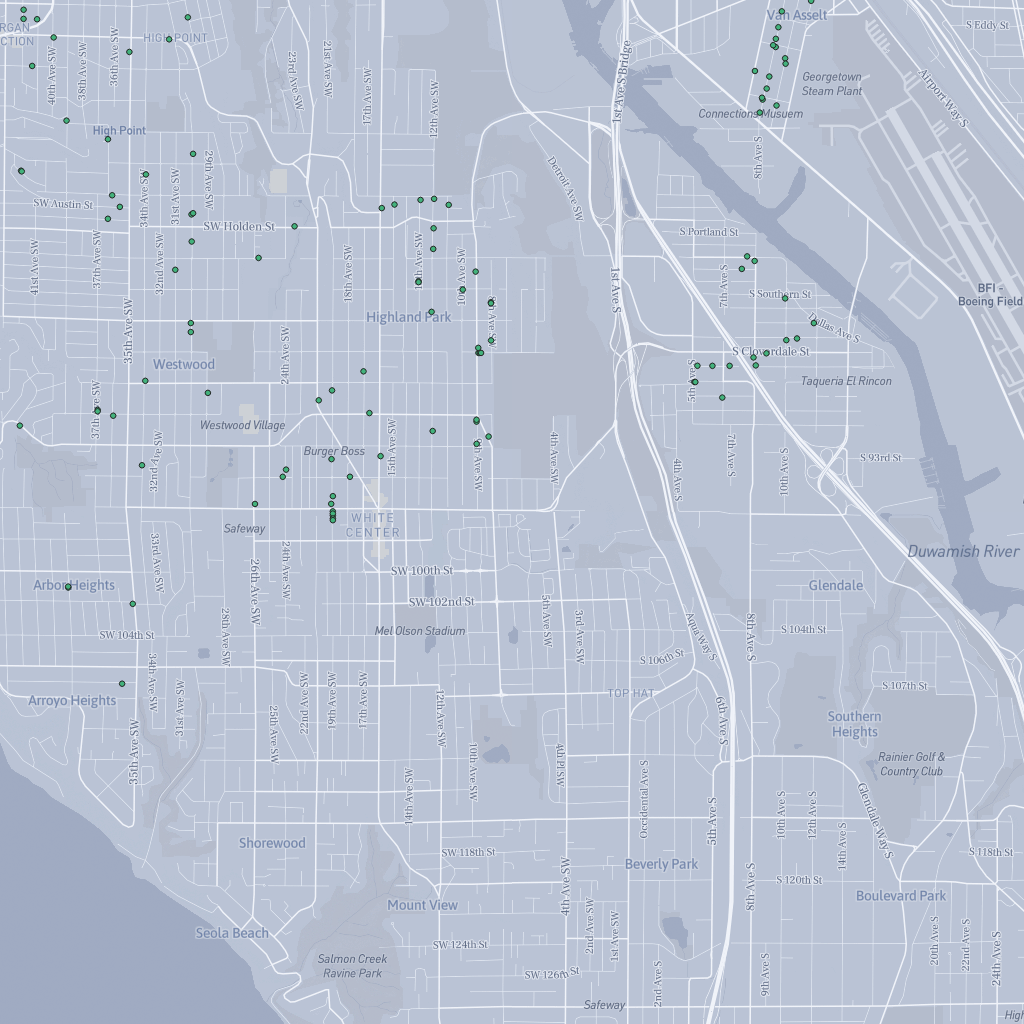 Van Asselt
S Eddy St
RGAN
CTION
HIGH POINT
40th Ave SW
38th Ave SW
36th Ave SW
23rd Ave SW
21st Ave SW
17th Ave SW
12th Ave SW
1st Ave S Bridge
Georgetown
Steam Plant
Airport Way S
Connections Musuem
High Point
8th Ave S
Detroit Ave SW
29th Ave SW
31st Ave SW
34th Ave SW
SW Austin St
SW Holden St
S Portland St
41st Ave SW
37th Ave SW
32nd Ave SW
18th Ave SW
10th Ave SW
1st Ave S
7th Ave S
S Southern St
BFI -
Boeing Field
35th Ave SW
Highland Park
Dallas Ave S
24th Ave SW
S Cloverdale St
Westwood
5th Ave S
Taqueria El Rincon
37th Ave SW
Westwood Village
Burger Boss
15th Ave SW
32nd Ave SW
4th Ave SW
4th Ave S
7th Ave S
10th Ave S
S 93rd St
Safeway
WHITE
CENTER
33rd Ave SW
24th Ave SW
26th Ave SW
SW 100th St
Duwamish River
Arbor Heights
Glendale
SW 102nd St
28th Ave SW
5th Ave SW
3rd Ave SW
Mel Olson Stadium
SW 104th St
Aqua Way S
8th Ave S
S 104th St
S 106th St
34th Ave SW
31st Ave SW
Arroyo Heights
22nd Ave SW
19th Ave SW
17th Ave SW
12th Ave SW
TOP HAT
S 107th St
25th Ave SW
6th Ave S
Southern
Heights
35th Ave SW
10th Ave SW
4th Pl SW
Rainier Golf &
Country Club
14th Ave SW
Occidental Ave S
5th Ave S
10th Ave S
12th Ave S
14th Ave S
Glendale Way S
Shorewood
SW 118th St
S 118th St
Beverly Park
4th Ave SW
8th Ave S
S 120th St
Boulevard Park
Mount View
2nd Ave SW
1st Ave SW
Seola Beach
SW 124th St
20th Ave S
22nd Ave S
24th Ave S
Salmon Creek
Ravine Park
SW 126th St
2nd Ave S
9th Ave S
Safeway
High